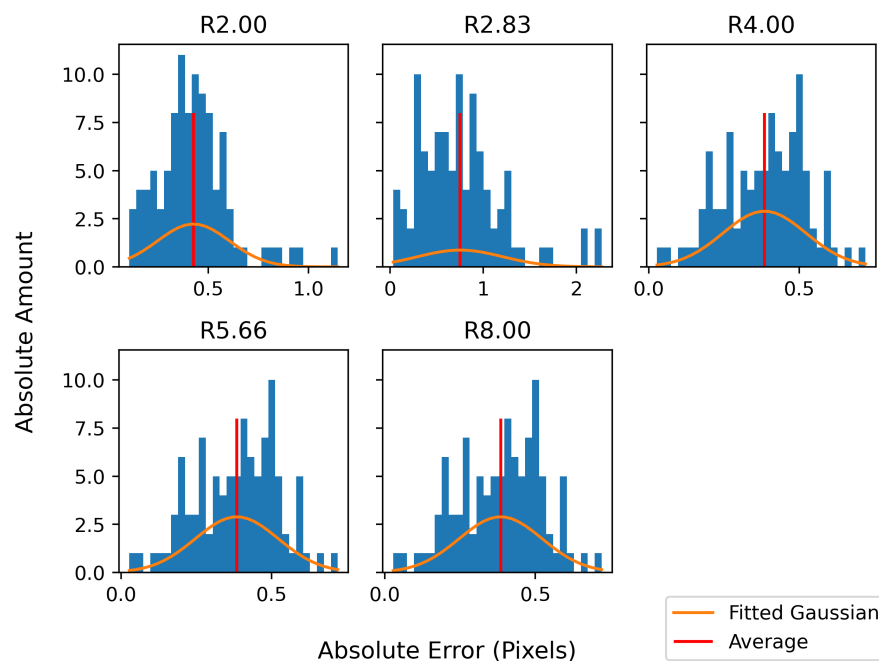 R2.00 R2.83 R4.00
10.0
7.5
5.0
2.5
0.0
0.5 1.0 0 1 2 0.0 0.5
Absolute Amount
R5.66 R8.00
10.0
7.5
5.0
2.5
0.0
0.0 0.5 0.0 0.5
Absolute Error (Pixels)
Fitted Gaussian
Average